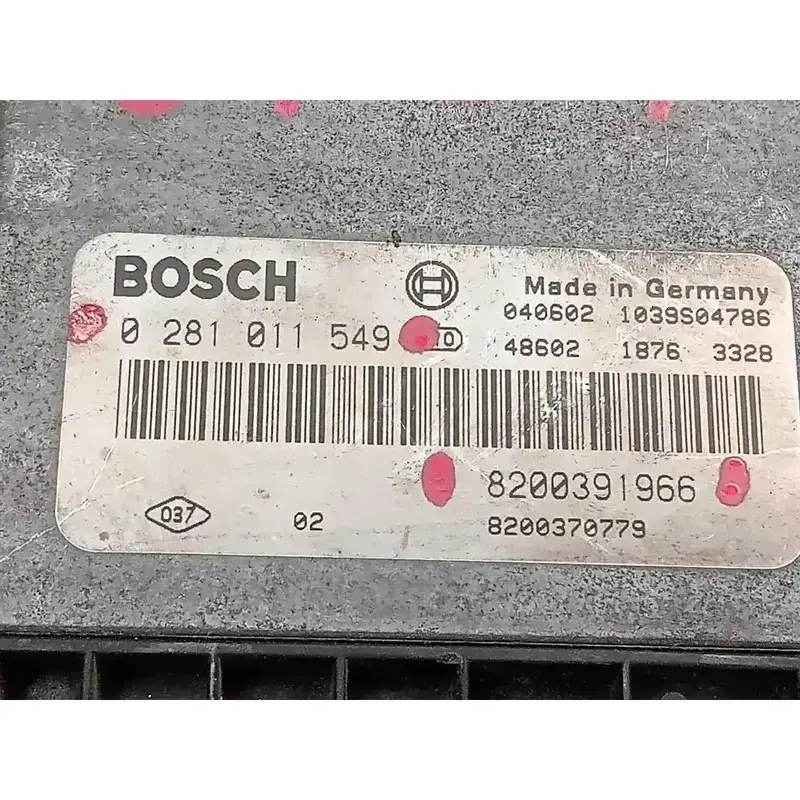 BOSCH
Made in Germany
040602 1039S04786
0 281 011 549
48602 1876 3328
8200391966
037 02
8200370779